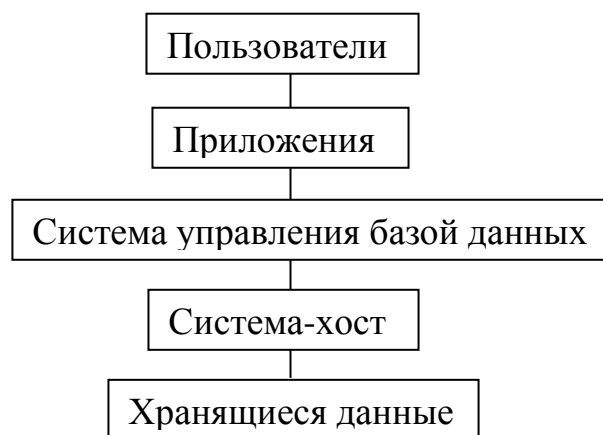 Пользователи
Приложения
Система управления базой данных
Система-хост
Хранящиеся данные